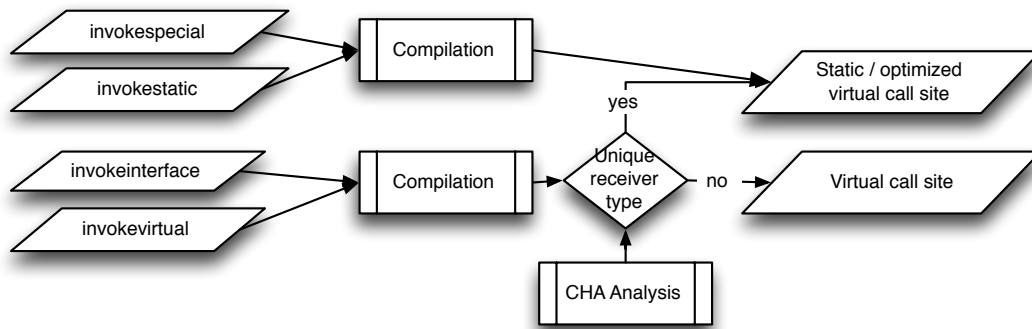 invokespecial
invokestatic
Compilation
Static / optimized
virtual call site
yes
invokeinterface
invokevirtual
Compilation
Unique
receiver
type
no
Virtual call site
CHA Analysis